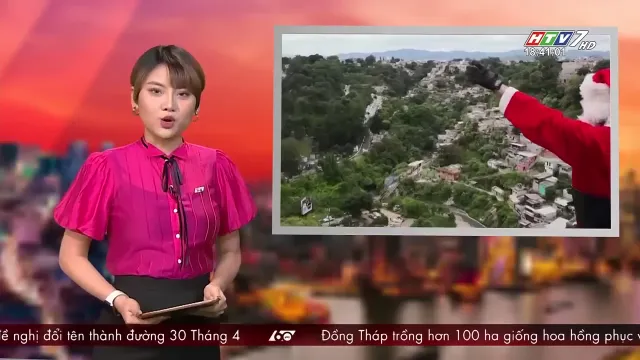 HTV7 HD
18:41:01
ề nghị đổi tên thành đường 30 Tháng 4
60
Đồng Tháp trồng hơn 100 ha giống hoa hồng phục